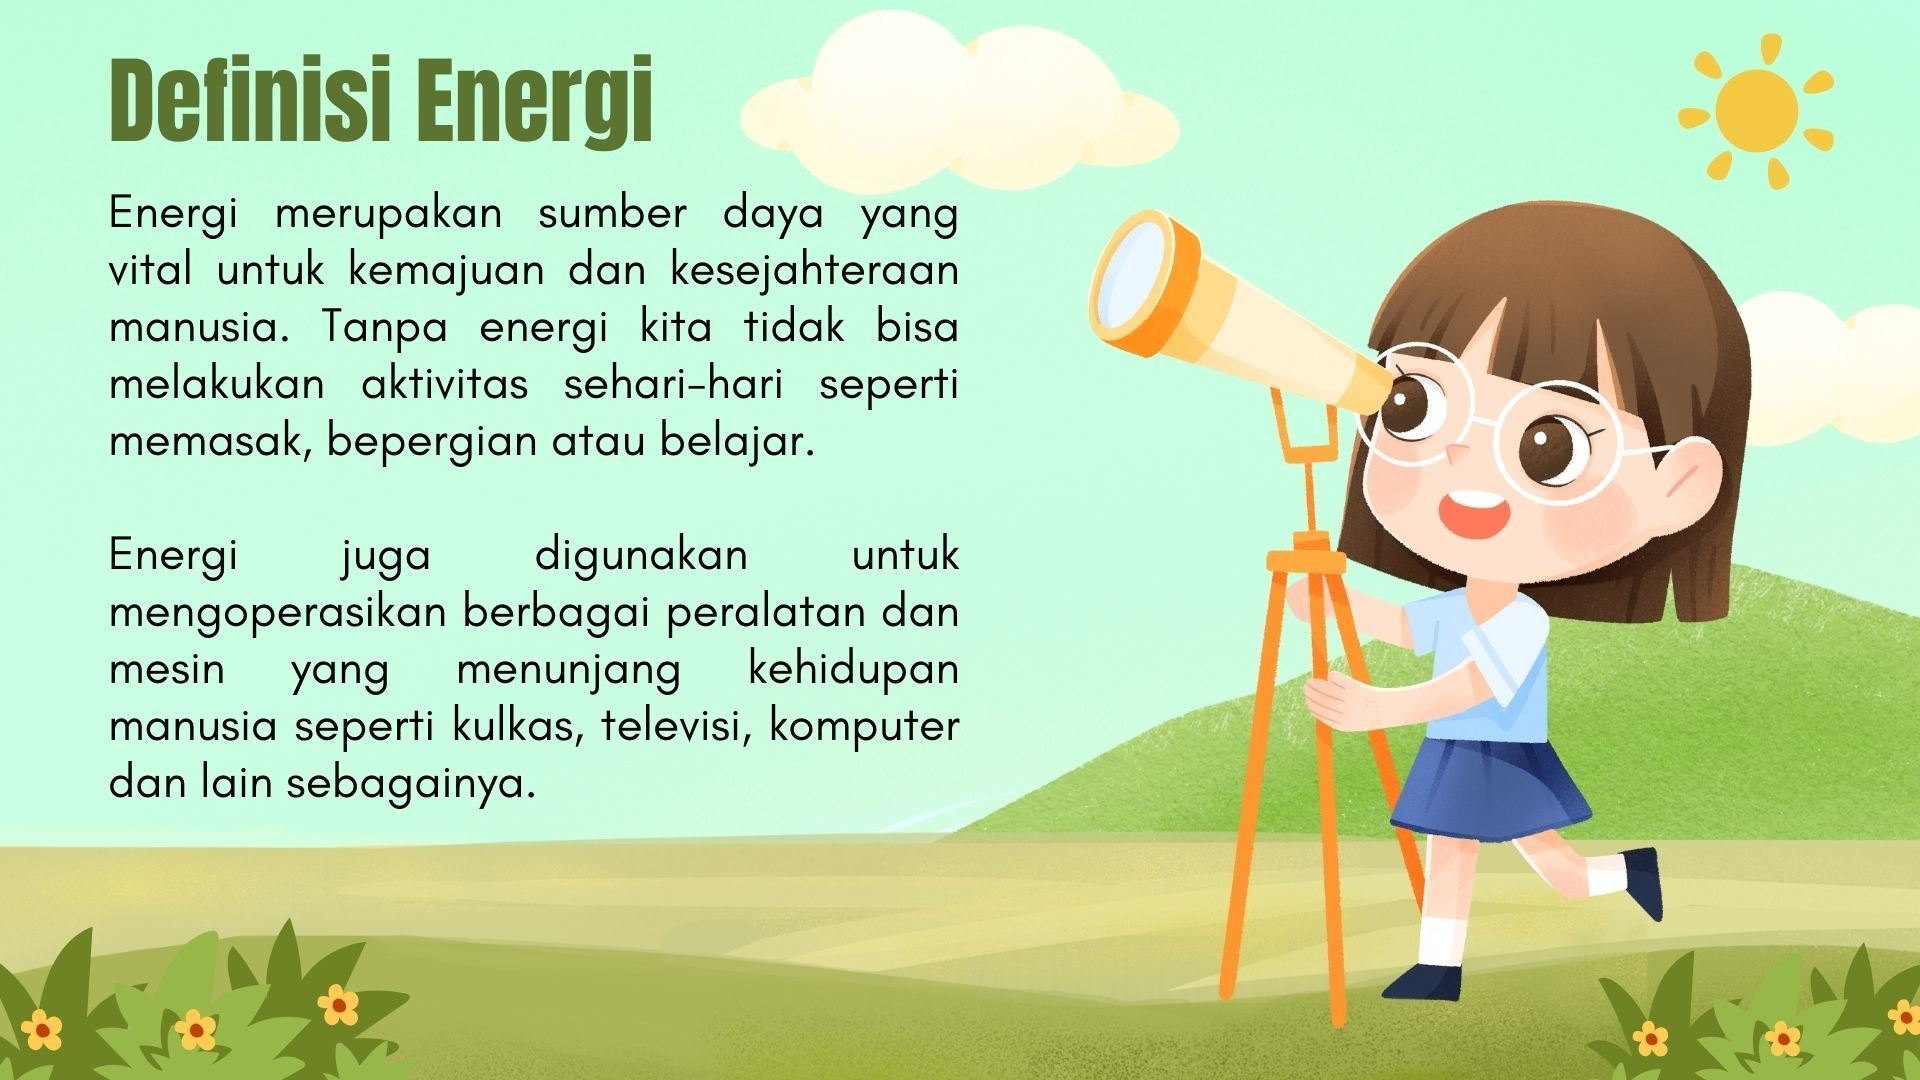 Definisi Energi
Energi merupakan sumber daya yang
vital untuk kemajuan dan kesejahteraan
manusia. Tanpa energi kita tidak bisa
melakukan aktivitas sehari-hari seperti
memasak, bepergian atau belajar.
Energi juga digunakan untuk
mengoperasikan berbagai peralatan dan
mesin yang menunjang kehidupan
manusia seperti kulkas, televisi, komputer
dan lain sebagainya.